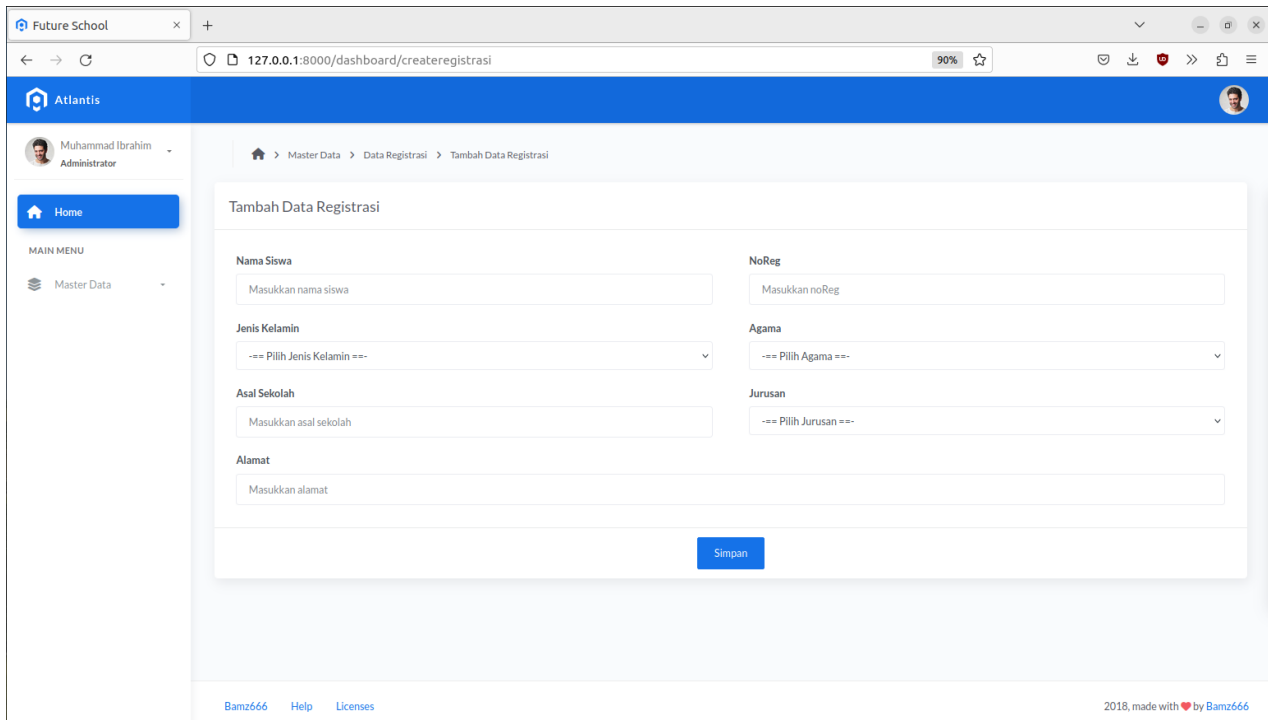 Future School
127.0.0.1:8000/dashboard/createregistrasi
90%
Atlantis
Muhammad Ibrahim
Administrator
Home
MAIN MENU
Master Data
> Master Data > Data Registrasi > Tambah Data Registrasi
Tambah Data Registrasi
Nama Siswa NoReg
Masukkan nama siswa Masukkan noReg
Jenis Kelamin Agama
-== Pilih Jenis Kelamin ==- -== Pilih Agama ==-
Asal Sekolah Jurusan
Masukkan asal sekolah -== Pilih Jurusan ==-
Alamat
Masukkan alamat
Simpan
Bamz666 Help Licenses 2018, made with ❤ by Bamz666